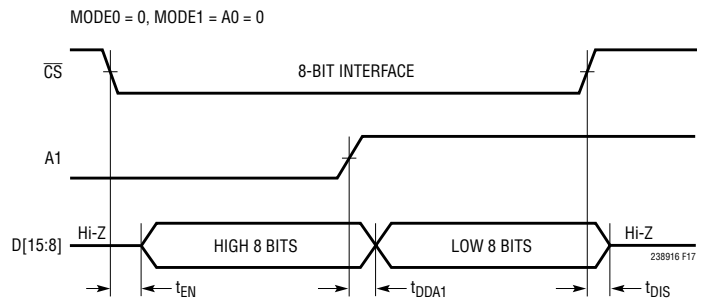 MODE0 = 0, MODE1 = A0 = 0
CS
8-BIT INTERFACE
A1
D[15:8]
Hi-Z
HIGH 8 BITS
LOW 8 BITS
Hi-Z
238916 F17
tEN
tDDA1
tDIS